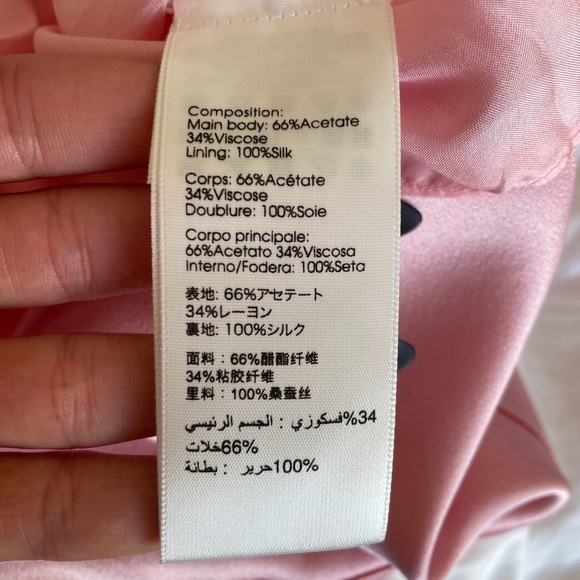 Composition:
Main body: 66%Acetate
34%Viscose
Lining: 100%Silk
Corps: 66%Acétate
34%Viscose
Doublure: 100%Soie
Corpo principale:
66%Acetato 34%Viscosa
Interno/Fodera: 100%Seta
表地: 66%アセテート
34%レーヨン
裏地: 100%シルク
面料：66%醋酯纤维
34%粘胶纤维
里料：100%桑蚕丝
الجسم الرئيسي : فسكوزي%34
خلات%66
بطانة : حرير%100